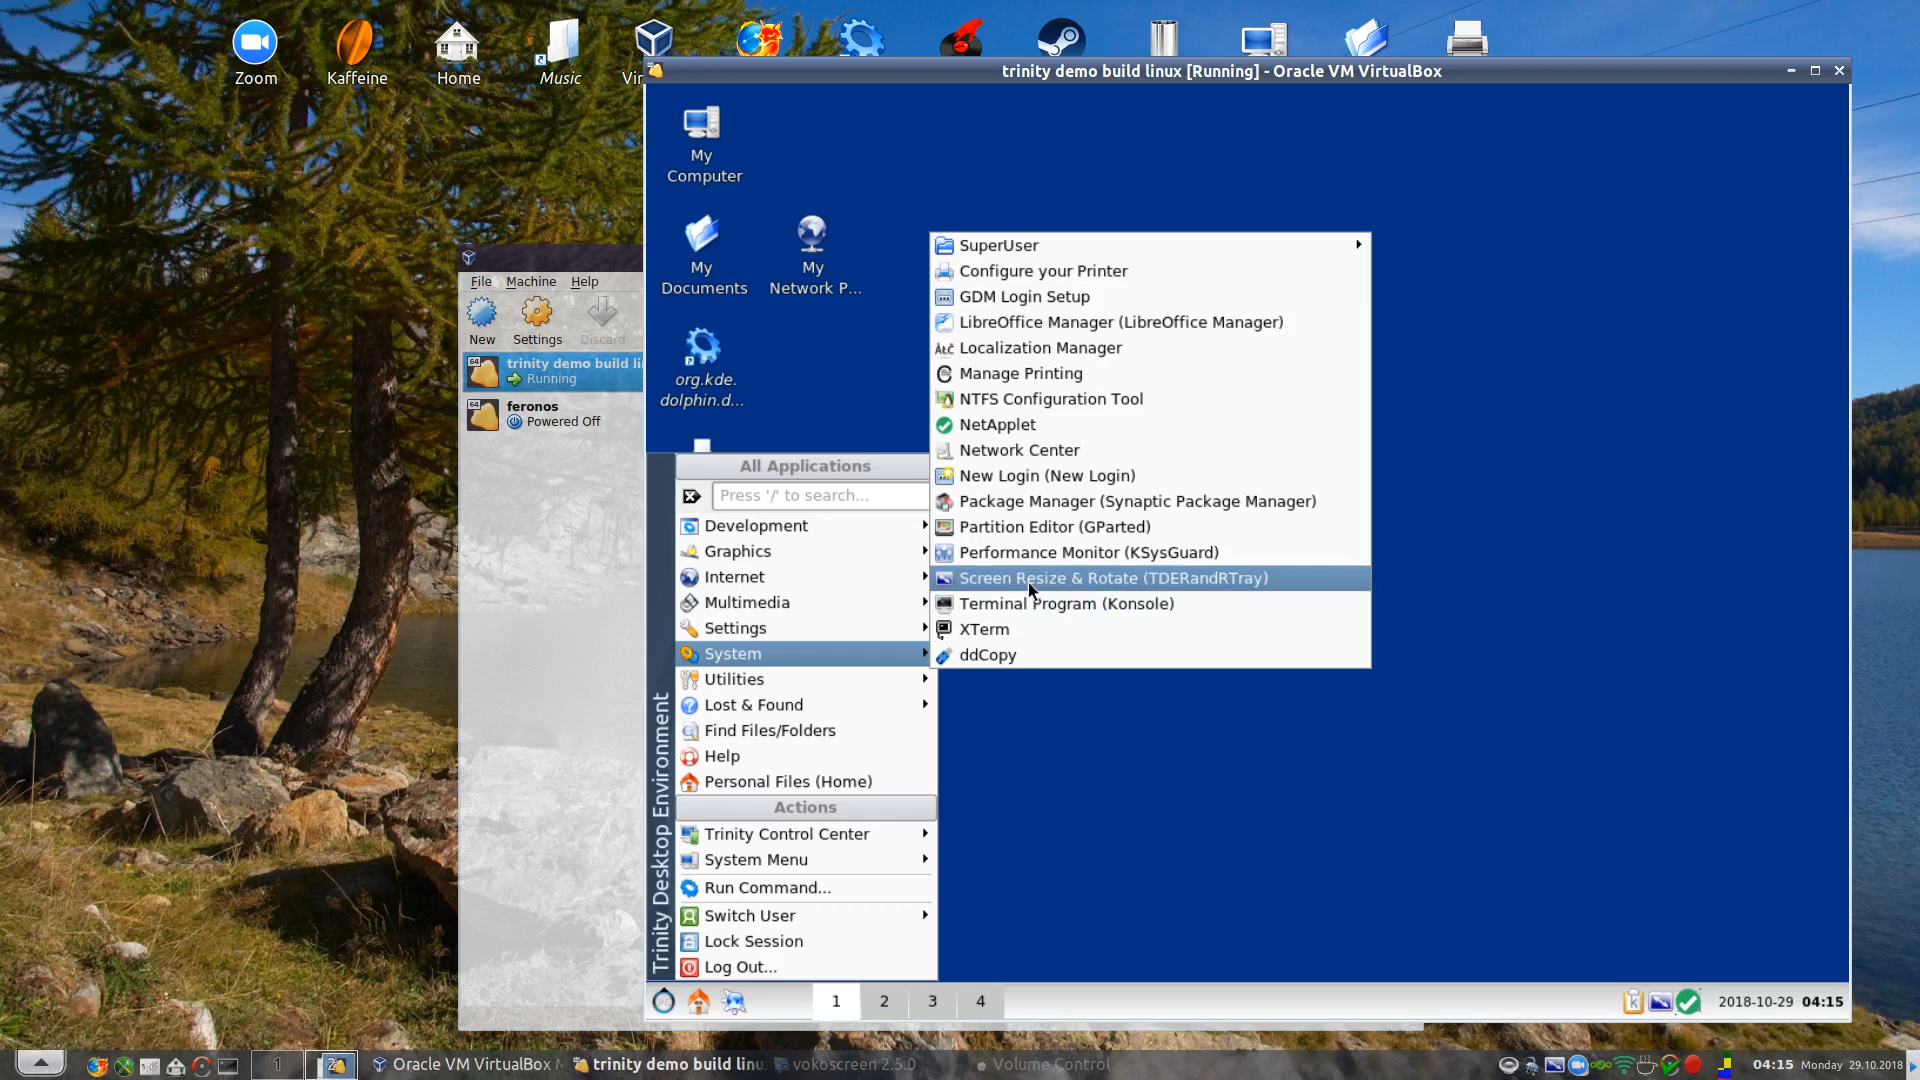 Zoom
Kaffeine
Home
Music
Vir
trinity demo build linux [Running] - Oracle VM VirtualBox
My
Computer
My
Documents
My
Network P...
org.kde.
dolphin.d...
File Machine Help
New Settings Discard
trinity demo build li
Running
feronos
Powered Off
64
64
SuperUser
Configure your Printer
GDM Login Setup
LibreOffice Manager (LibreOffice Manager)
Localization Manager
Manage Printing
NTFS Configuration Tool
NetApplet
Network Center
New Login (New Login)
Package Manager (Synaptic Package Manager)
Partition Editor (GParted)
Performance Monitor (KSysGuard)
Screen Resize & Rotate (TDERandRTray)
Terminal Program (Konsole)
XTerm
ddCopy
Trinity Desktop Environment
All Applications
Press '/' to search...
Development
Graphics
Internet
Multimedia
Settings
System
Utilities
Lost & Found
Find Files/Folders
Help
Personal Files (Home)
Actions
Trinity Control Center
System Menu
Run Command...
Switch User
Lock Session
Log Out...
1 2 3 4
2018-10-29 04:15
1 2 Oracle VM VirtualBox M trinity demo build linu vokoscreen 2.5.0 Volume Control
04:15 Monday 29.10.2018